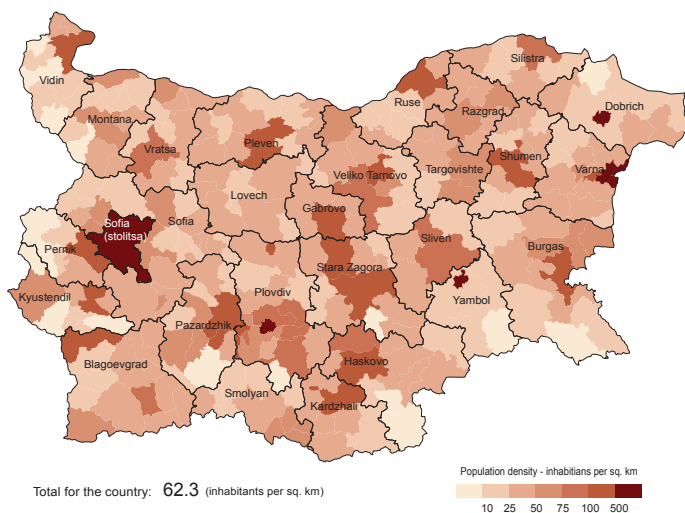 Silistra
Vidin
Ruse
Dobrich
Razgrad
Montana
Pleven
Vratsa
Shumen
Veliko Tarnovo
Targovishte
Varna
Lovech
Gabrovo
Sofia
(stolitsa)
Sofia
Sliven
Pernik
Burgas
Stara Zagora
Kyustendil
Plovdiv
Yambol
Pazardzhik
Haskovo
Blagoevgrad
Smolyan
Kardzhali
Total for the country: 62.3 (inhabitants per sq. km)
Population density - inhabitians per sq. km
10 25 50 75 100 500